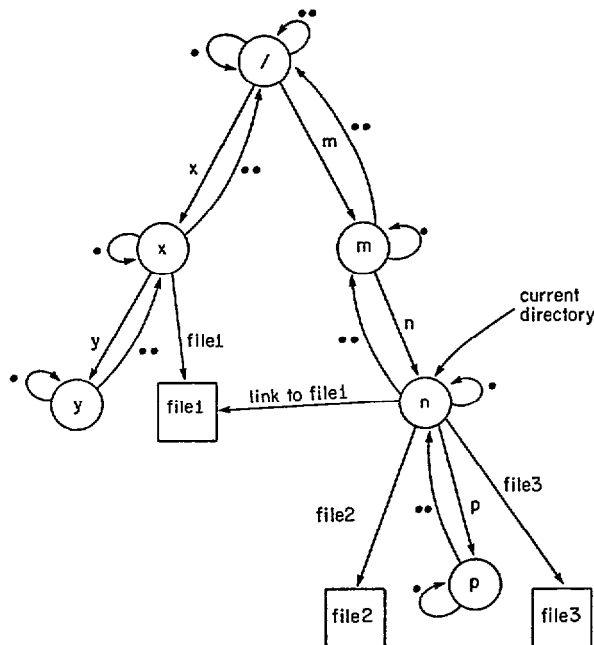 ••
•
/
x
m
••
••
•
x
m
•
current
directory
y
file1
n
••
••
•
y
file1
link to file1
n
•
file2
••
p
file3
•
p
file2
file3